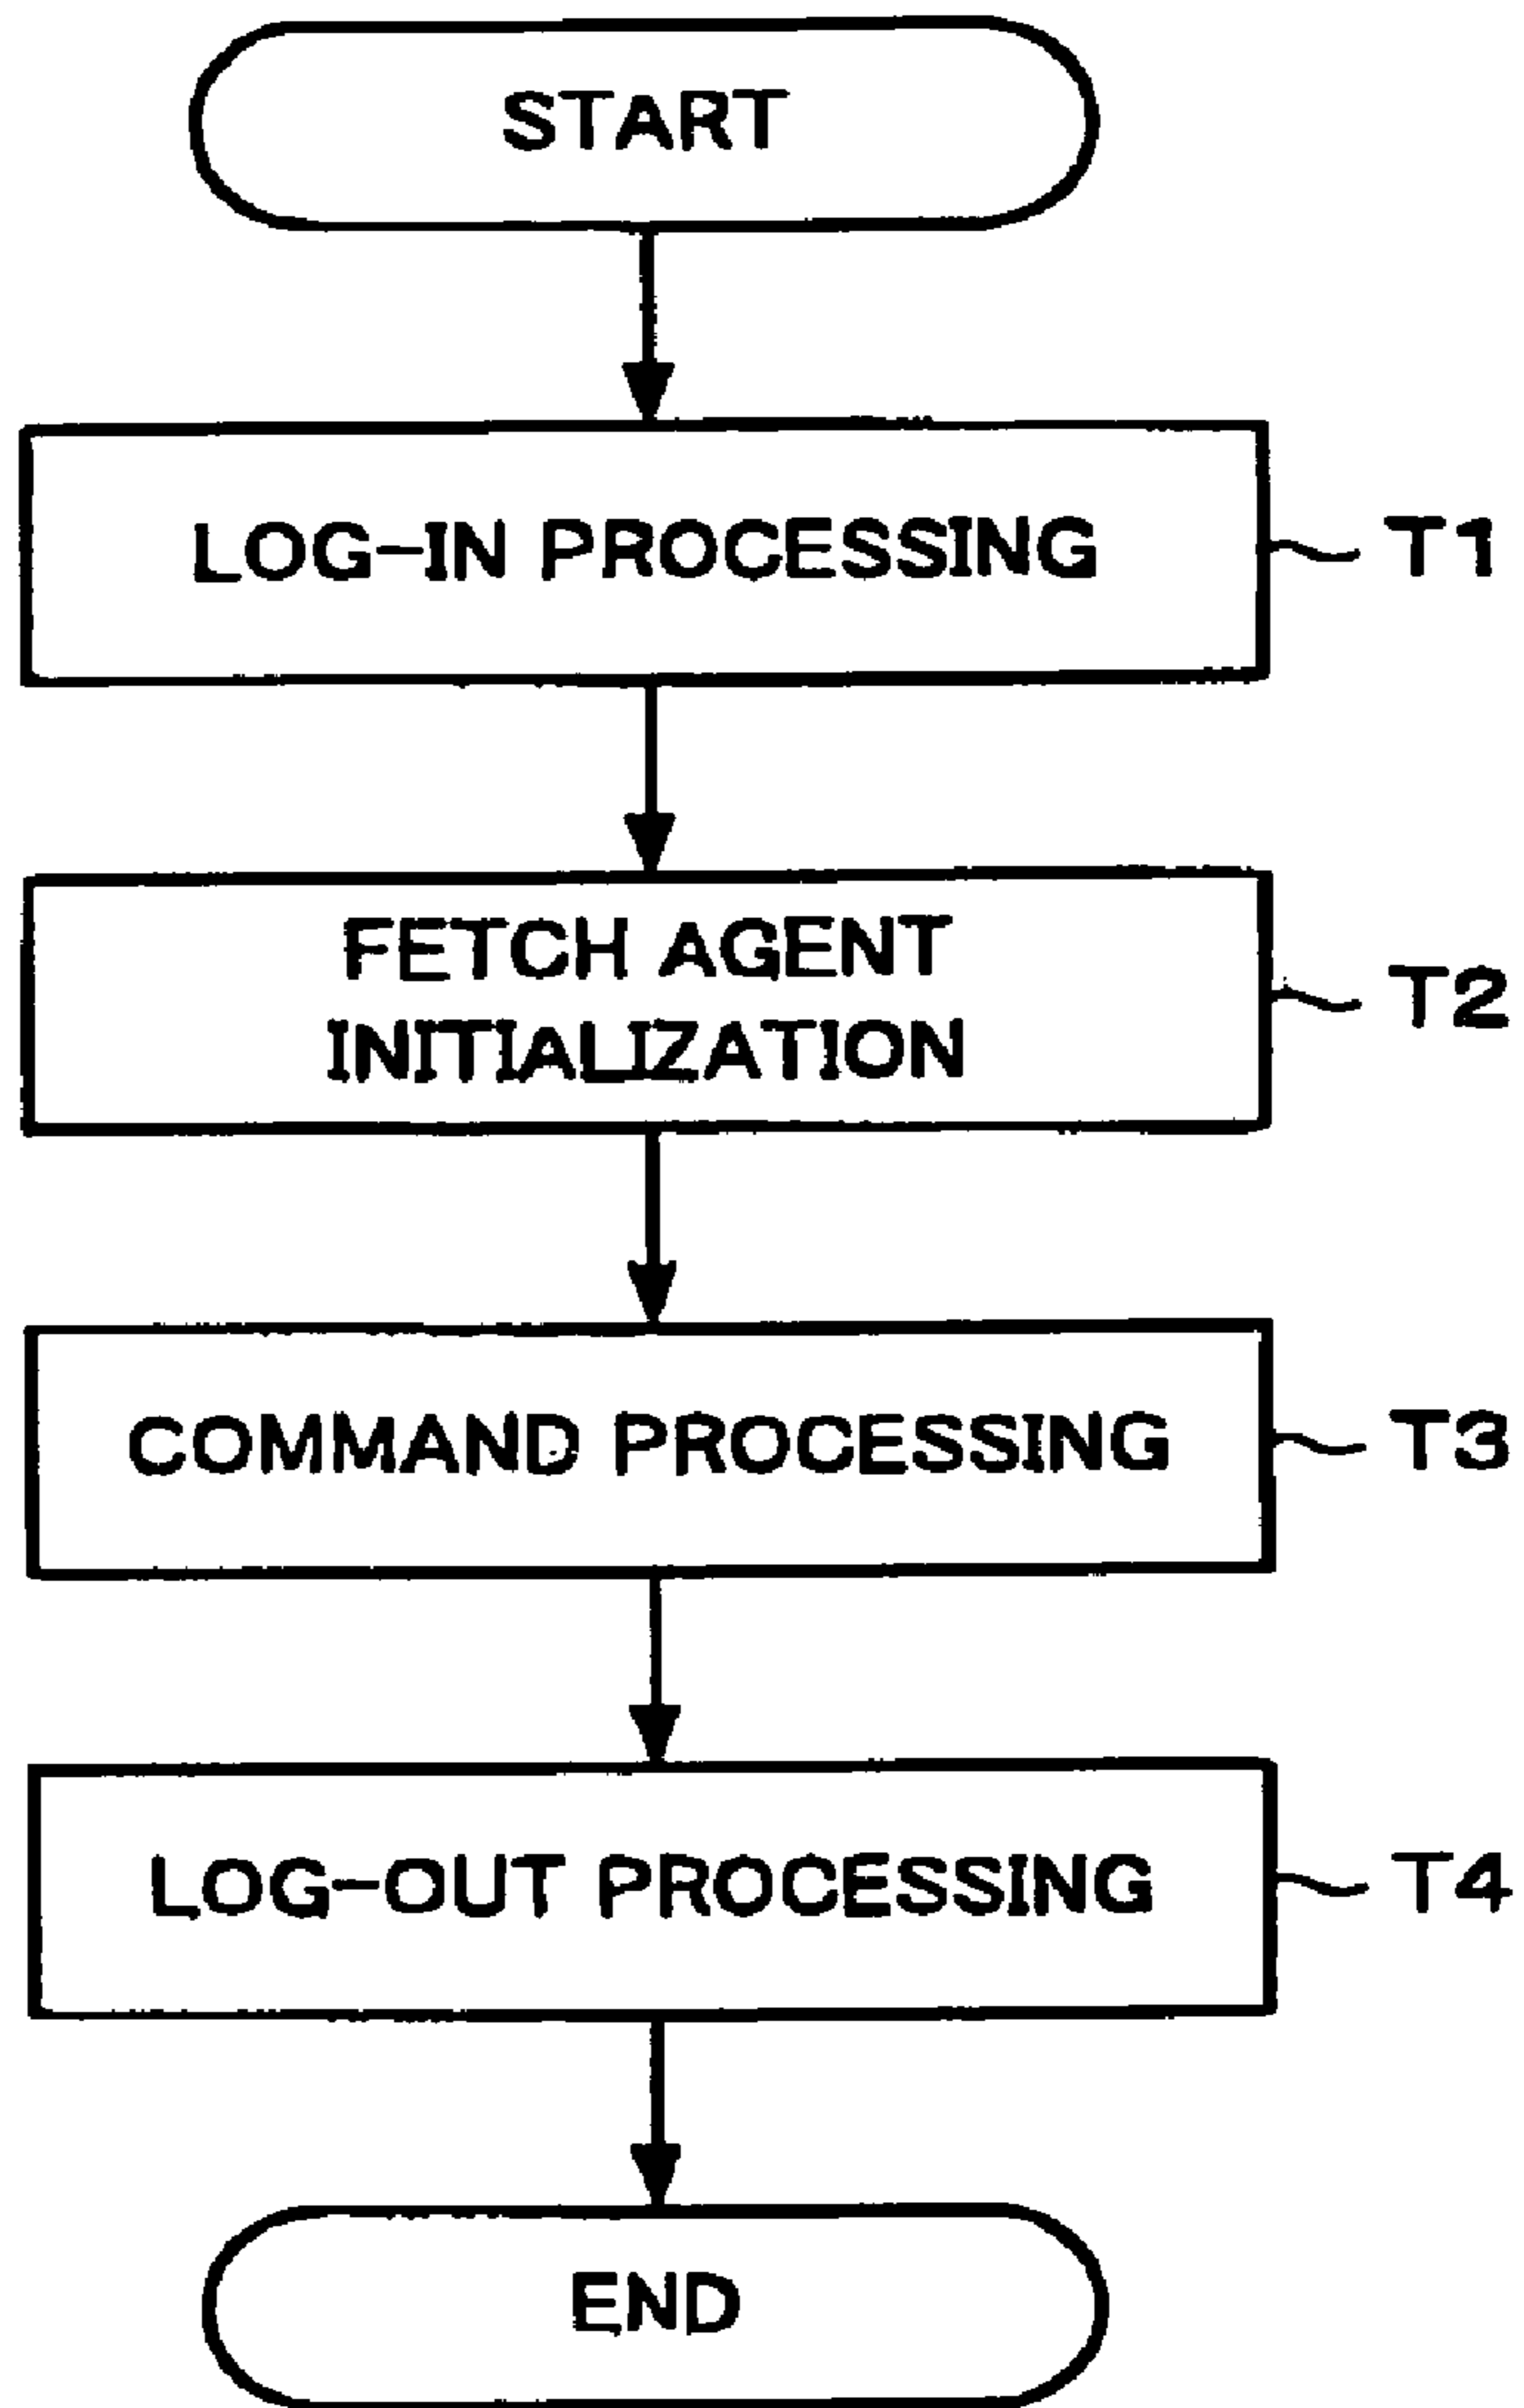 START
LOG-IN PROCESSING
T1
FETCH AGENT
INITIALIZATION
T2
COMMAND PROCESSING
T3
LOG-OUT PROCESSING
T4
END